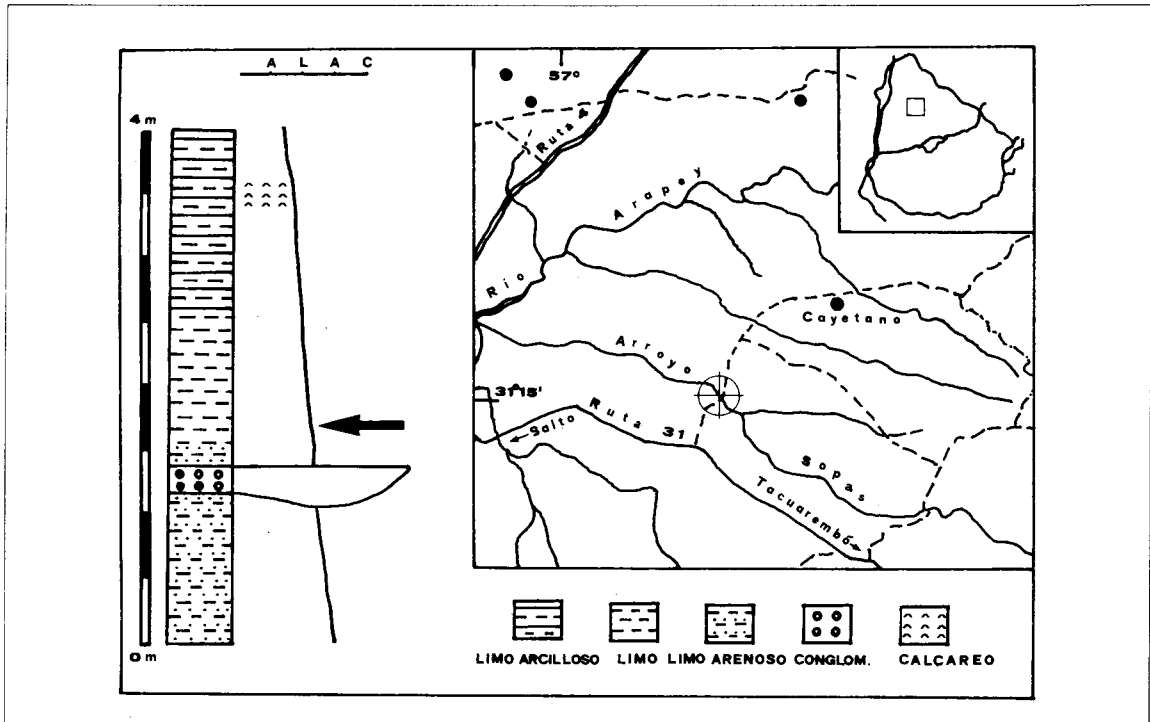 A L A C
4 m
0 m
57°
Ruta 4
Río Arapey
Cayetano
Arroyo Sopas
31°15'
Salto
Ruta 31
Tacuarembó
LIMO ARCILLOSO LIMO LIMO ARENOSO CONGLOM. CALCAREO